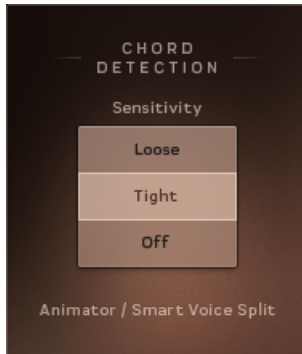 CHORD
DETECTION
Sensitivity
Loose
Tight
Off
Animator / Smart Voice Split